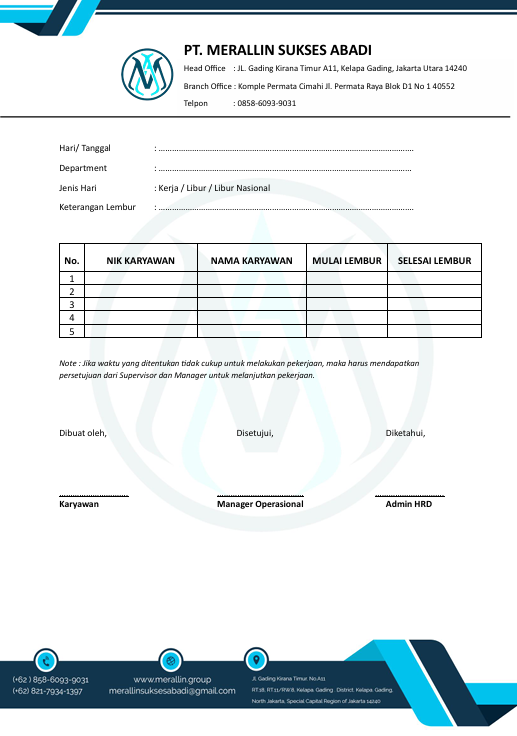 PT. MERALLIN SUKSES ABADI
Head Office : JL. Gading Kirana Timur A11, Kelapa Gading, Jakarta Utara 14240
Branch Office : Komple Permata Cimahi Jl. Permata Raya Blok D1 No 1 40552
Telpon : 0858-6093-9031
Hari/ Tanggal : ................................................................
Department : ................................................................
Jenis Hari : Kerja / Libur / Libur Nasional
Keterangan Lembur : ................................................................
No. NIK KARYAWAN NAMA KARYAWAN MULAI LEMBUR SELESAI LEMBUR
1
2
3
4
5
Note : Jika waktu yang ditentukan tidak cukup untuk melakukan pekerjaan, maka harus mendapatkan
persetujuan dari Supervisor dan Manager untuk melanjutkan pekerjaan.
Dibuat oleh, Disetujui, Diketahui,
Karyawan Manager Operasional Admin HRD
(+62 ) 858-6093-9031 www.merallin.group Jl. Gading Kirana Timur No.A11
(+62) 821-7934-1397 merallinsuksesabadi@gmail.com RT.18, RT.11/RW.8, Kelapa. Gading . District. Kelapa. Gading,
North Jakarta, Special Capital Region of Jakarta 14240